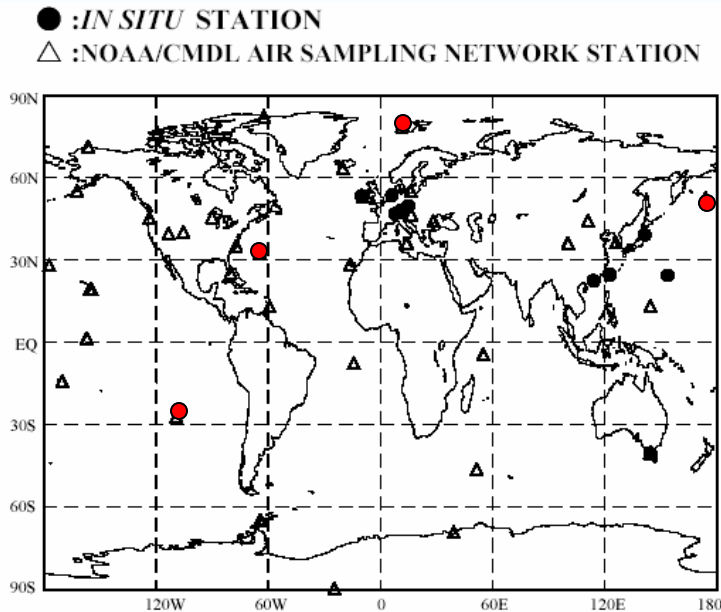 ● :IN SITU STATION
△ :NOAA/CMDL AIR SAMPLING NETWORK STATION
90N
60N
30N
EQ
30S
60S
90S
120W 60W 0 60E 120E 180